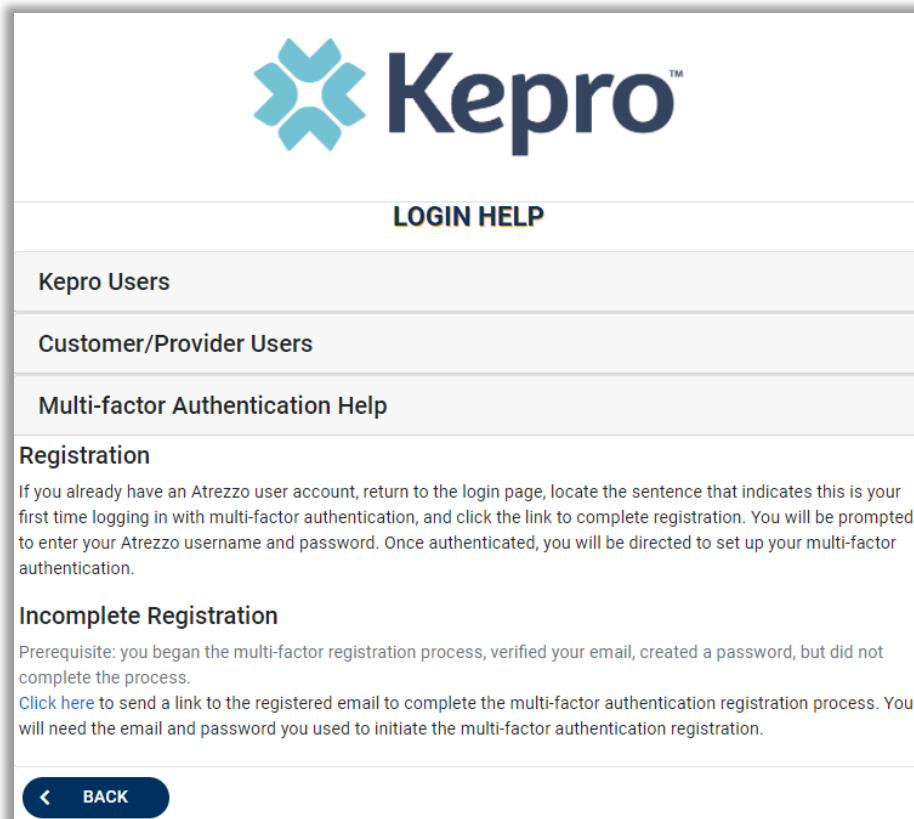 Kepro™
LOGIN HELP
Kepro Users
Customer/Provider Users
Multi-factor Authentication Help
Registration
If you already have an Atrezzo user account, return to the login page, locate the sentence that indicates this is your
first time logging in with multi-factor authentication, and click the link to complete registration. You will be prompted
to enter your Atrezzo username and password. Once authenticated, you will be directed to set up your multi-factor
authentication.
Incomplete Registration
Prerequisite: you began the multi-factor registration process, verified your email, created a password, but did not
complete the process.
Click here to send a link to the registered email to complete the multi-factor authentication registration process. You
will need the email and password you used to initiate the multi-factor authentication registration.
BACK